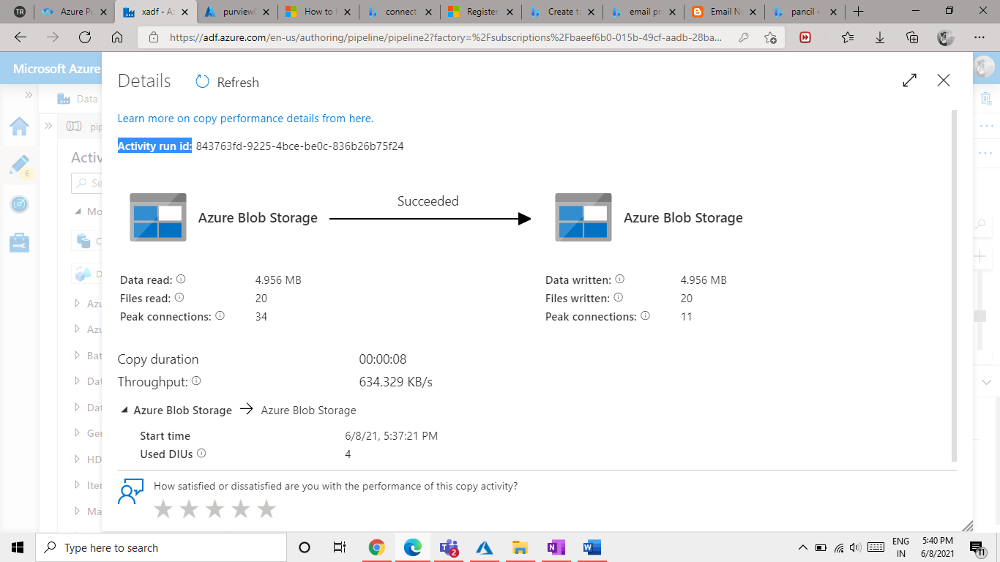 TR
Azure Pu
xadf - Az
purview
How to
connect
Register
Create ta
email pr
Email No
pancil -
https://adf.azure.com/en-us/authoring/pipeline/pipeline2?factory=%2Fsubscriptions%2Fbaeef6b0-015b-49cf-aadb-28ba...
Microsoft Azure
Details
Refresh
Data
Learn more on copy performance details from here.
pip
Activity run id: 843763fd-9225-4bce-be0c-836b26b75f24
Activ
6
Se
Succeeded
Azure Blob Storage
Azure Blob Storage
Mo
C
D
Data read: 4.956 MB
Data written: 4.956 MB
Files read: 20
Files written: 20
Peak connections: 34
Peak connections: 11
Azu
Azu
Bat
Dat
Dat
Ger
HD
Iter
Ma
Copy duration 00:00:08
Throughput: 634.329 KB/s
Azure Blob Storage → Azure Blob Storage
Start time 6/8/21, 5:37:21 PM
Used DIUs 4
How satisfied or dissatisfied are you with the performance of this copy activity?
Type here to search
2
ENG
IN
5:40 PM
6/8/2021
11